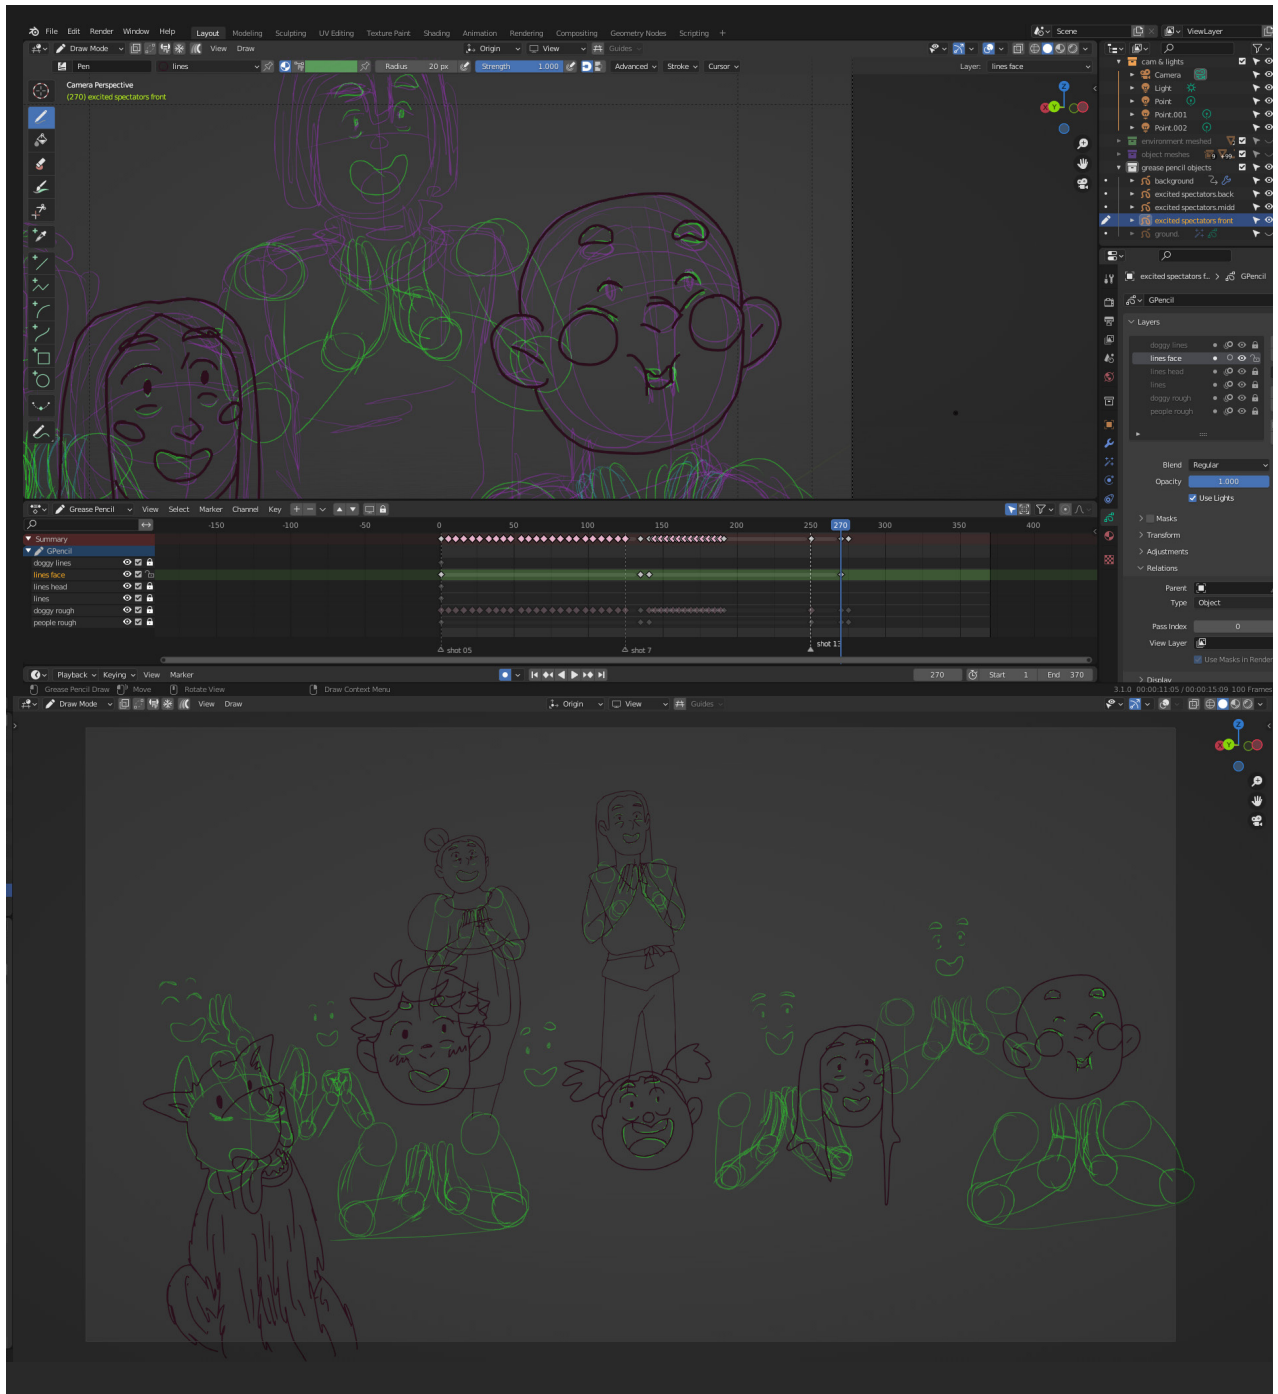 File Edit Render Window Help Layout Modeling Sculpting UV Editing Texture Paint Shading Animation Rendering Compositing Geometry Nodes Scripting + Scene ViewLayer
Draw Mode View Draw Origin View Guides
Pen lines Radius 20 px Strength 1.000 Advanced Stroke Cursor Layer: lines face
Camera Perspective
(270) excited spectators front
cam & lights
Camera
Light
Point
Point.001
Point.002
environment meshed
object meshes
grease pencil objects
background
excited spectators.back
excited spectators.midd
excited spectators front
ground.
excited spectators f... > GPencil
GPencil
Layers
doggy lines
lines face
lines head
lines
doggy rough
people rough
Blend Regular
Opacity 1.000
Use Lights
Masks
Transform
Adjustments
Relations
Parent
Type Object
Pass Index 0
View Layer
Use Masks in Render
Display
Grease Pencil View Select Marker Channel Key
-150 -100 -50 0 50 100 150 200 250 270 300 350 400
Summary
GPencil
doggy lines
lines face
lines head
lines
doggy rough
people rough
shot 05 shot 7 shot 13
Playback Keying View Marker 270 Start 1 End 370
Grease Pencil Draw Move Rotate View Draw Context Menu 3.1.0 00:00:11:05 / 00:00:15:09 100 Frames
Draw Mode View Draw Origin View Guides